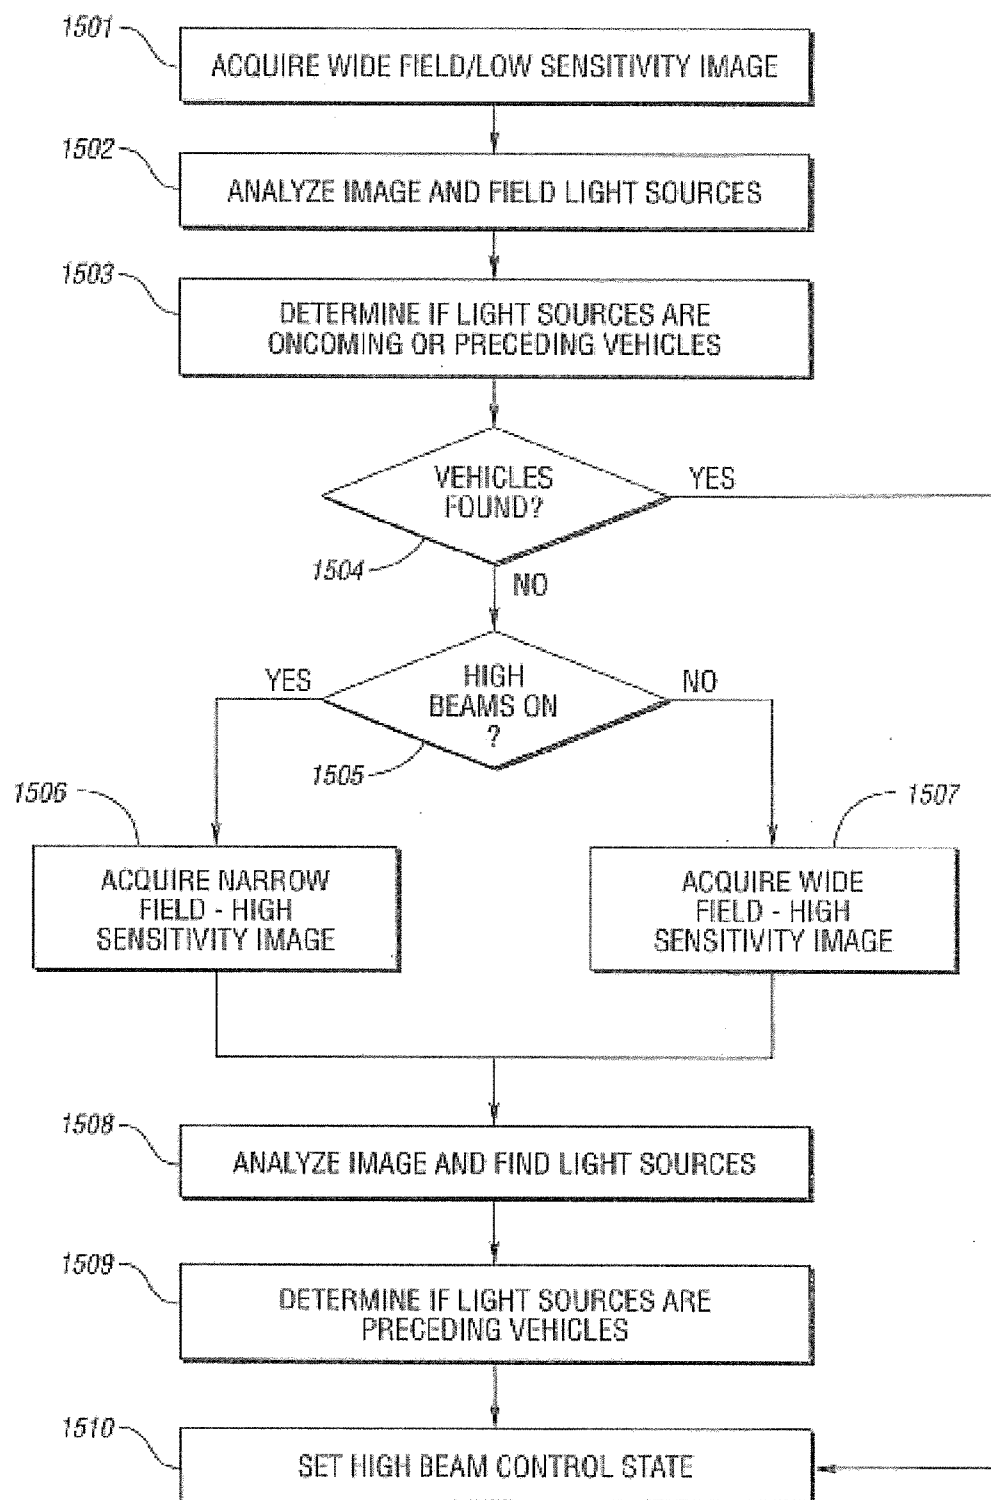 1501
ACQUIRE WIDE FIELD/LOW SENSITIVITY IMAGE
1502
ANALYZE IMAGE AND FIELD LIGHT SOURCES
1503
DETERMINE IF LIGHT SOURCES ARE
ONCOMING OR PRECEDING VEHICLES
VEHICLES
FOUND?
YES
1504
NO
YES
HIGH
BEAMS ON
?
NO
1505
1506
1507
ACQUIRE NARROW
FIELD - HIGH
SENSITIVITY IMAGE
ACQUIRE WIDE
FIELD - HIGH
SENSITIVITY IMAGE
1508
ANALYZE IMAGE AND FIND LIGHT SOURCES
1509
DETERMINE IF LIGHT SOURCES ARE
PRECEDING VEHICLES
1510
SET HIGH BEAM CONTROL STATE